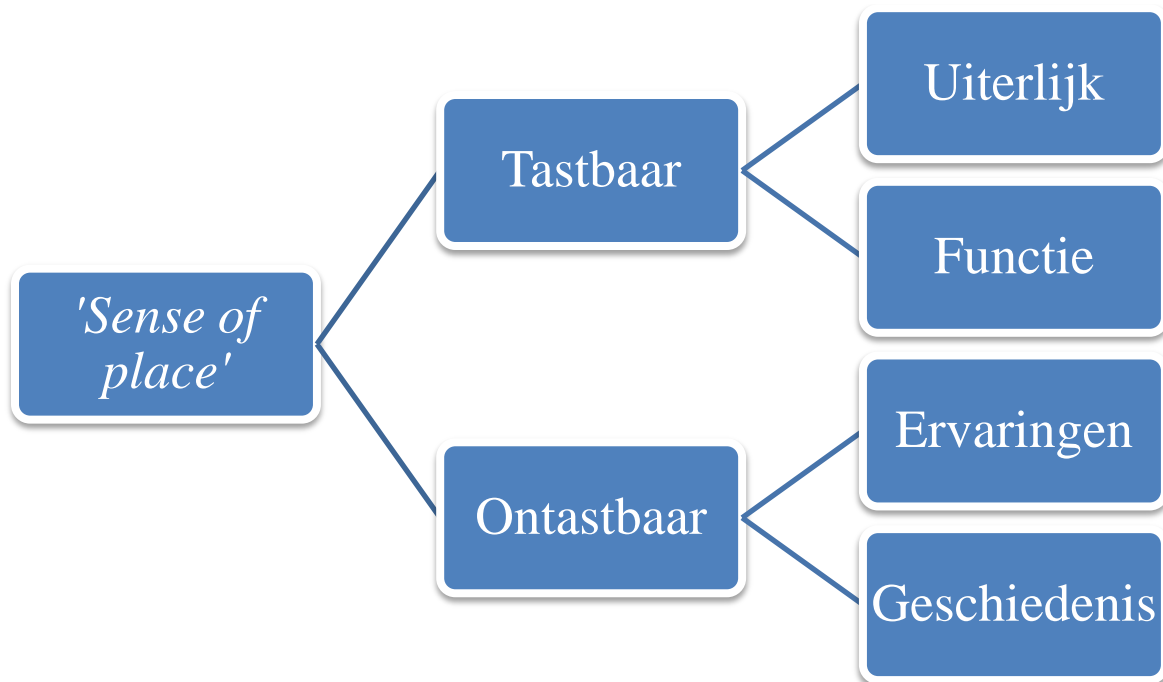 'Sense of
place'
Tastbaar
Uiterlijk
Functie
Ontastbaar
Ervaringen
Geschiedenis